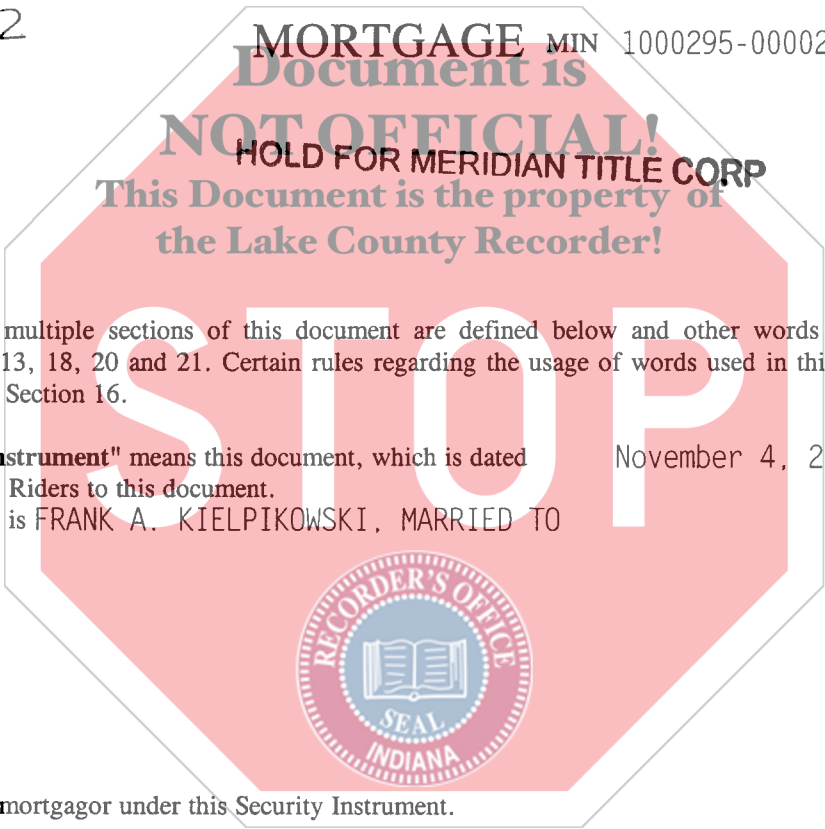 2
MORTGAGE MIN 1000295-00002
Document is
NOT OFFICIAL!
HOLD FOR MERIDIAN TITLE CORP
This Document is the property of
the Lake County Recorder!
multiple sections of this document are defined below and other words
13, 18, 20 and 21. Certain rules regarding the usage of words used in thi
Section 16.
nstrument" means this document, which is dated November 4, 2
Riders to this document.
is FRANK A. KIELPIKOWSKI, MARRIED TO
STOP
RECORDER'S OFFICE
SEAL
INDIANA
mortgagor under this Security Instrument.